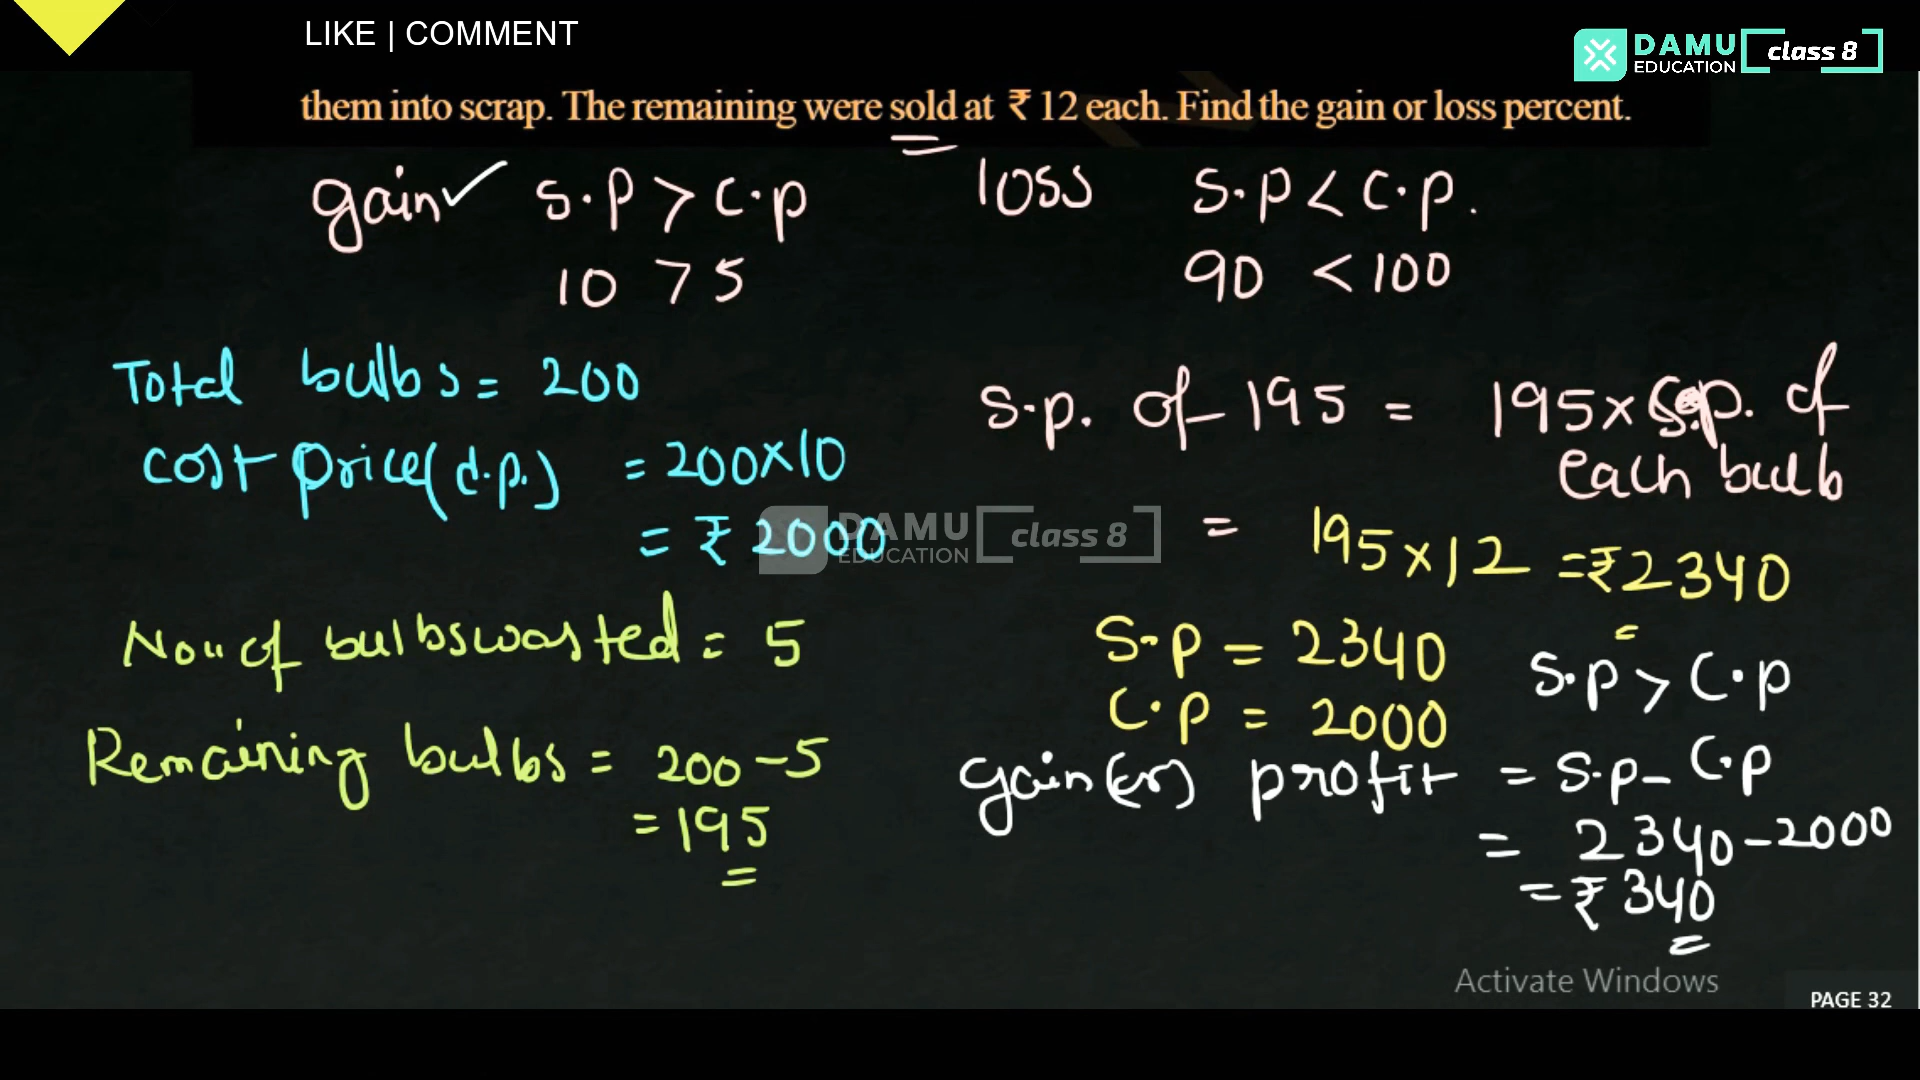 LIKE | COMMENT
DAMU EDUCATION class 8
them into scrap. The remaining were sold at ₹ 12 each. Find the gain or loss percent.
gain✓ S.P > C.P
10 > 5
loss S.P < C.P.
90 < 100
Total bulbs = 200
cost price (c.p.) = 200×10
= ₹ 2000
No. of bulbs wasted = 5
Remaining bulbs = 200 - 5
= 195
S.p. of 195 = 195 × S.p. of
each bulb
= 195 × 12 = ₹2340
S.P = 2340
C.P = 2000
S.P > C.P
gain (or) profit = S.P - C.P
= 2340 - 2000
= ₹ 340
DAMU EDUCATION class 8
Activate Windows
PAGE 32